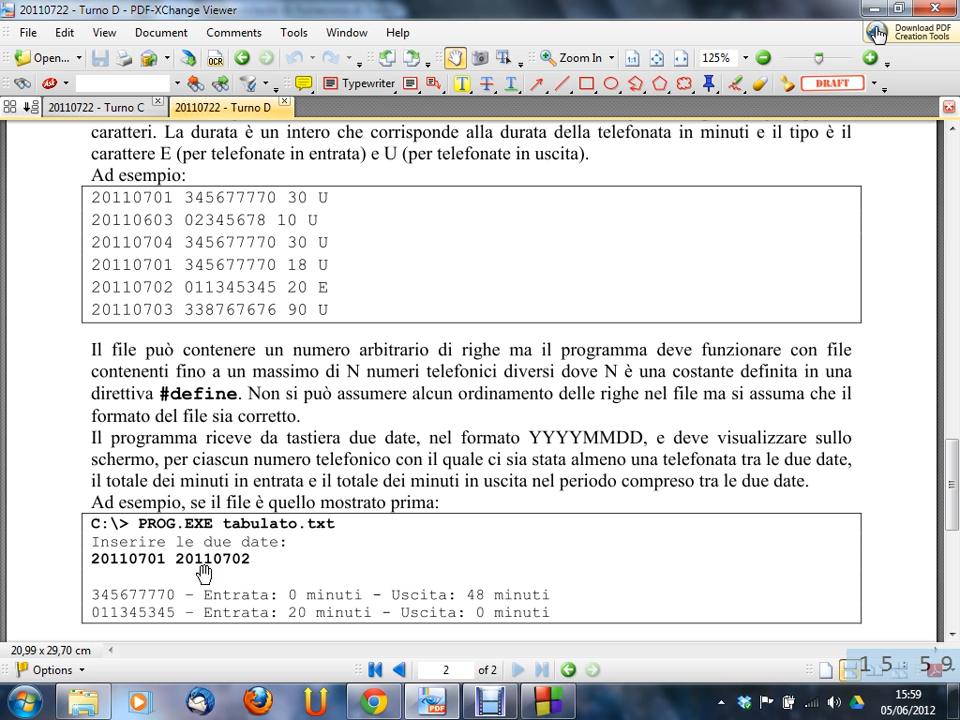 20110722 - Turno D - PDF-XChange Viewer
File Edit View Document Comments Tools Window Help
Download PDF
Creation Tools
Open...
OCR
Zoom In
125%
Typewriter
DRAFT
20110722 - Turno C
20110722 - Turno D
caratteri. La durata è un intero che corrisponde alla durata della telefonata in minuti e il tipo è il
carattere E (per telefonate in entrata) e U (per telefonate in uscita).
Ad esempio:
20110701 345677770 30 U
20110603 02345678 10 U
20110704 345677770 30 U
20110701 345677770 18 U
20110702 011345345 20 E
20110703 338767676 90 U
Il file può contenere un numero arbitrario di righe ma il programma deve funzionare con file
contenenti fino a un massimo di N numeri telefonici diversi dove N è una costante definita in una
direttiva #define. Non si può assumere alcun ordinamento delle righe nel file ma si assuma che il
formato del file sia corretto.
Il programma riceve da tastiera due date, nel formato YYYYMMDD, e deve visualizzare sullo
schermo, per ciascun numero telefonico con il quale ci sia stata almeno una telefonata tra le due date,
il totale dei minuti in entrata e il totale dei minuti in uscita nel periodo compreso tra le due date.
Ad esempio, se il file è quello mostrato prima:
C:\> PROG.EXE tabulato.txt
Inserire le due date:
20110701 20110702
345677770 – Entrata: 0 minuti - Uscita: 48 minuti
011345345 – Entrata: 20 minuti - Uscita: 0 minuti
20,99 x 29,70 cm
Options
2
of 2
15:59
15:59
05/06/2012